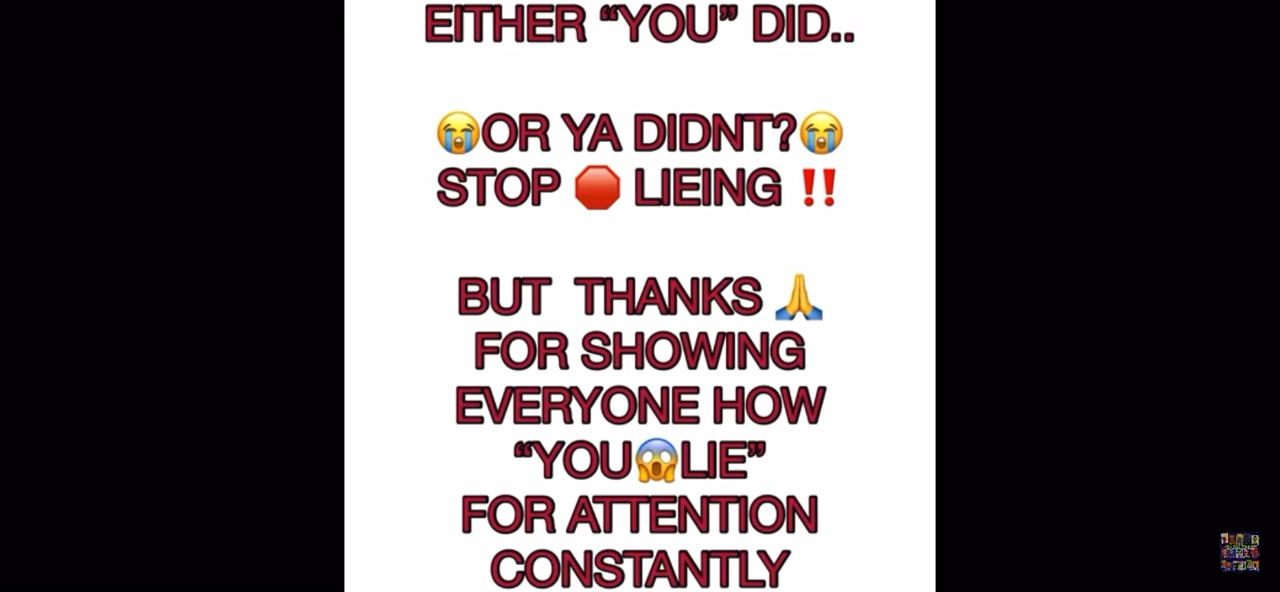 EITHER “YOU” DID..
😭OR YA DIDNT?😭
STOP 🛑 LIEING ‼️
BUT THANKS 🙏
FOR SHOWING
EVERYONE HOW
“YOU😱LIE”
FOR ATTENTION
CONSTANTLY